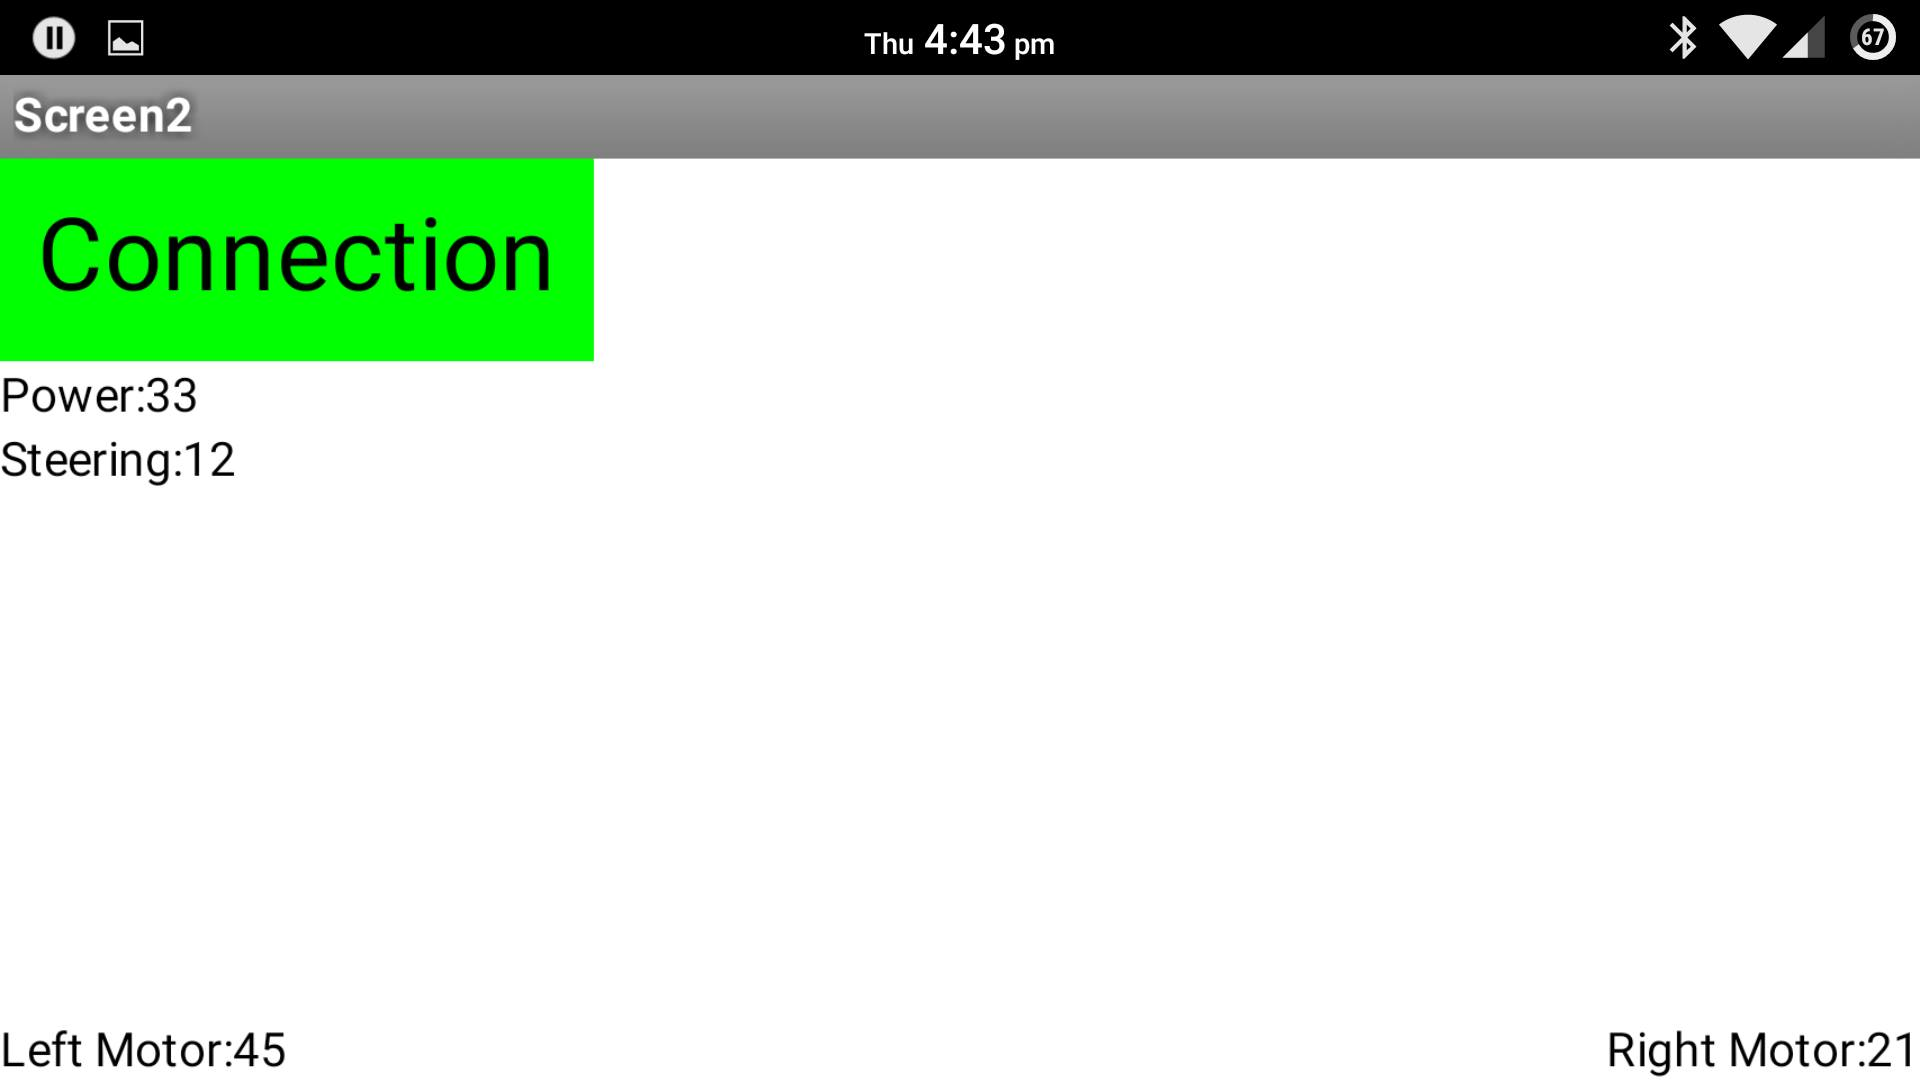 Thu 4:43 pm
67
Screen2
Connection
Power:33
Steering:12
Left Motor:45
Right Motor:21